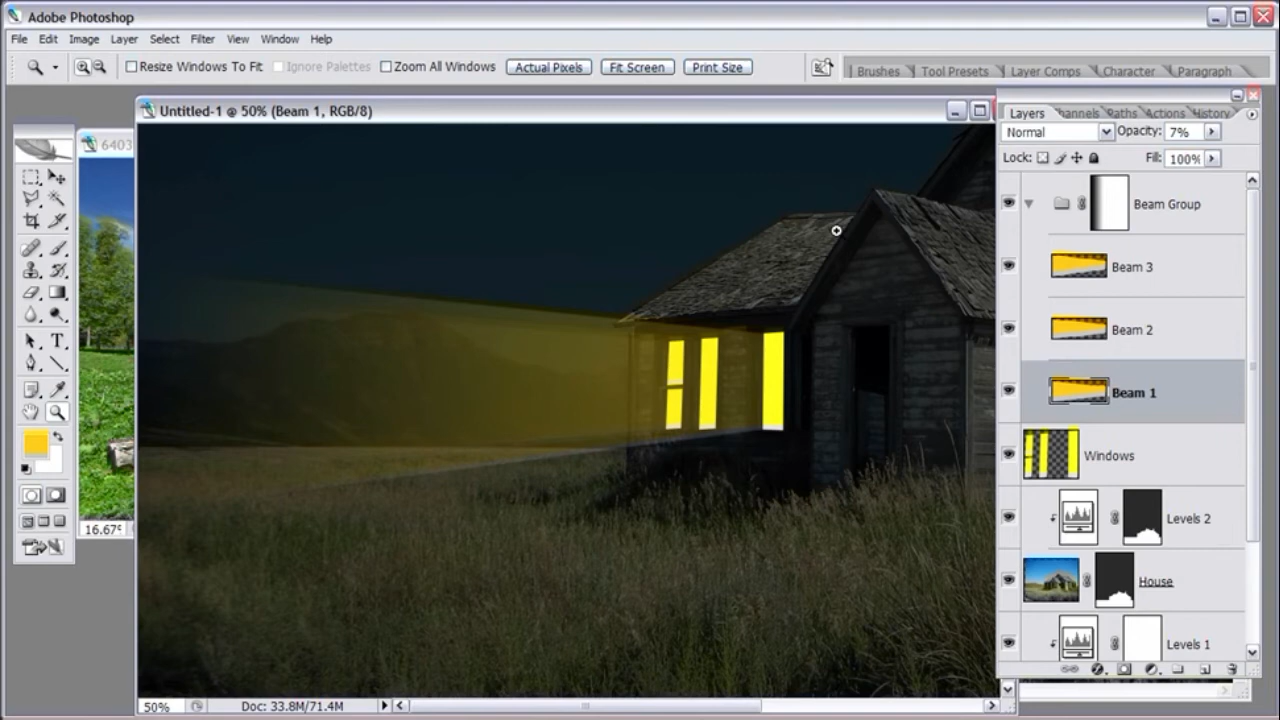 Adobe Photoshop
File Edit Image Layer Select Filter View Window Help
Resize Windows To Fit Ignore Palettes Zoom All Windows Actual Pixels Fit Screen Print Size Brushes Tool Presets Layer Comps Character Paragraph
6403
Untitled-1 @ 50% (Beam 1, RGB/8)
Layers Channels Paths Actions History
Normal Opacity: 7%
Lock: Fill: 100%
Beam Group
Beam 3
Beam 2
Beam 1
Windows
Levels 2
House
Levels 1
16.67
50% Doc: 33.8M/71.4M